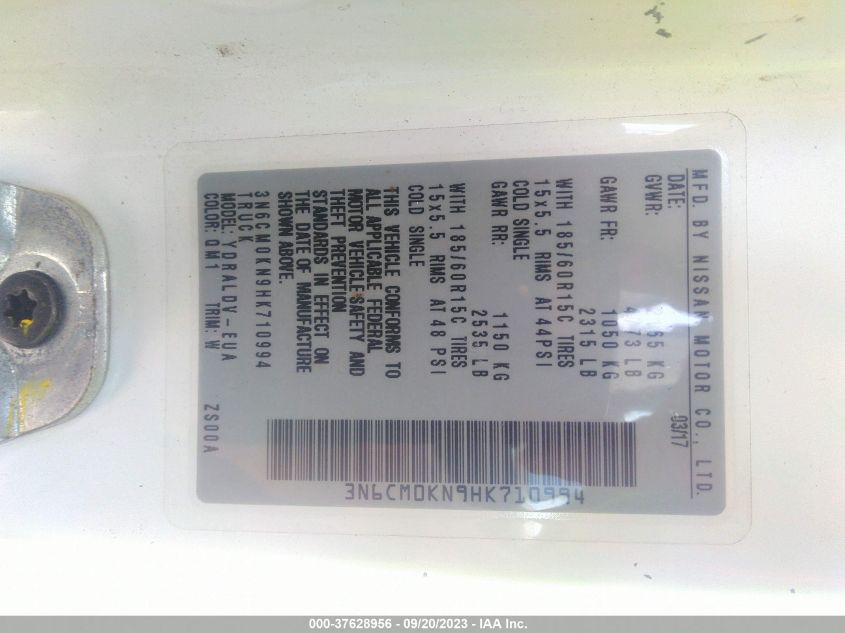 MFD. BY NISSAN MOTOR CO., LTD.
DATE: 03/17
GVWR: KG
LB
GAWR FR: 1050 KG
2315 LB
WITH 185/60R15C TIRES
15x5.5 RIMS AT 44PSI
COLD SINGLE
GAWR RR: 1150 KG
2535 LB
WITH 185/60R15C TIRES
15x5.5 RIMS AT 48 PSI
COLD SINGLE
THIS VEHICLE CONFORMS TO
ALL APPLICABLE FEDERAL
MOTOR VEHICLE SAFETY AND
THEFT PREVENTION
STANDARDS IN EFFECT ON
THE DATE OF MANUFACTURE
SHOWN ABOVE.
3N6CM0KN9HK710994
TRUCK
MODEL: YDRALDV-EUA
COLOR: QM1 TRIM: W ZS00A
3N6CM0KN9HK710994
000-37628956 - 09/20/2023 - IAA Inc.